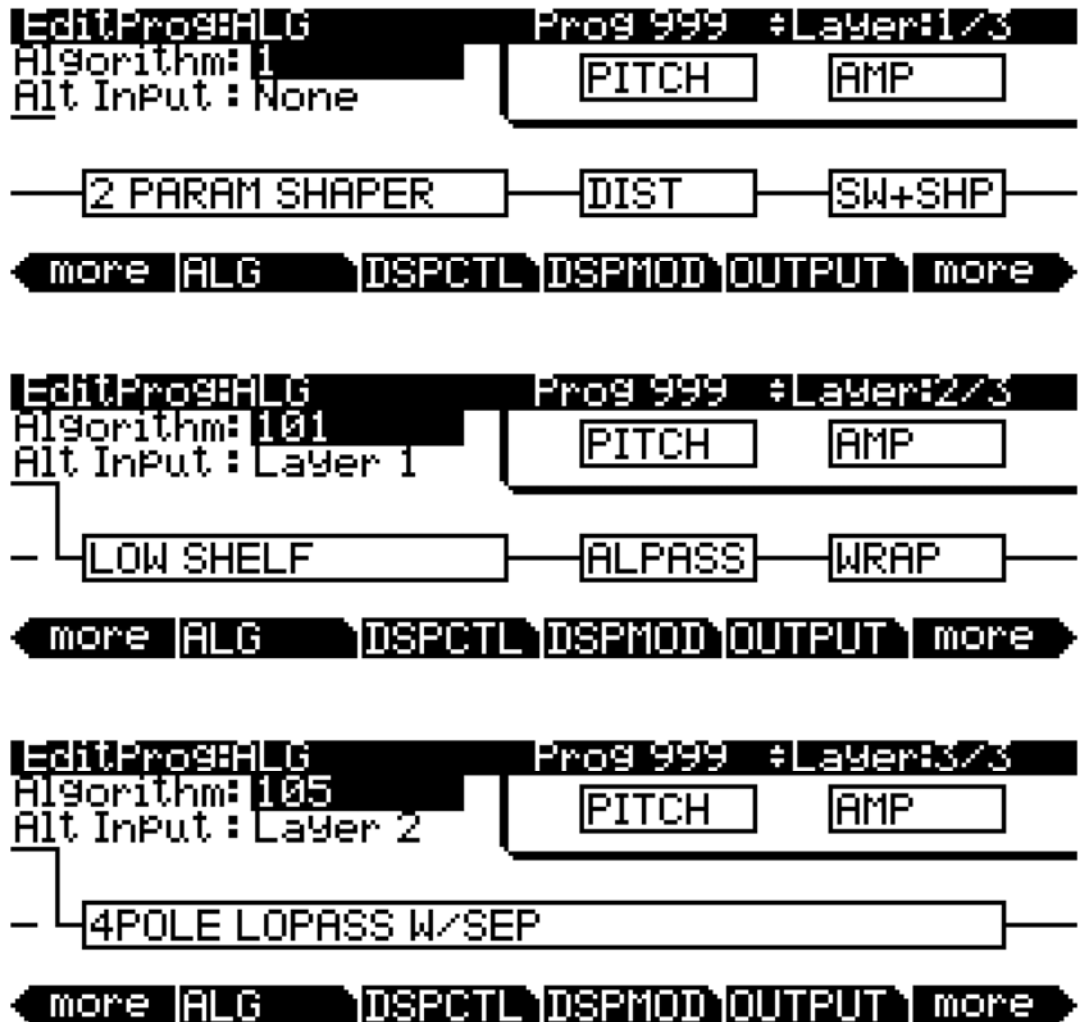 EditProg:ALG Prog 999 Layer:1/3
Algorithm:1
Alt Input:None
PITCH AMP
2 PARAM SHAPER DIST SW+SHP
more ALG DSPCTL DSPMOD OUTPUT more
EditProg:ALG Prog 999 Layer:2/3
Algorithm:101
Alt Input:Layer 1
PITCH AMP
LOW SHELF ALPASS WRAP
more ALG DSPCTL DSPMOD OUTPUT more
EditProg:ALG Prog 999 Layer:3/3
Algorithm:105
Alt Input:Layer 2
PITCH AMP
4POLE LOPASS W/SEP
more ALG DSPCTL DSPMOD OUTPUT more